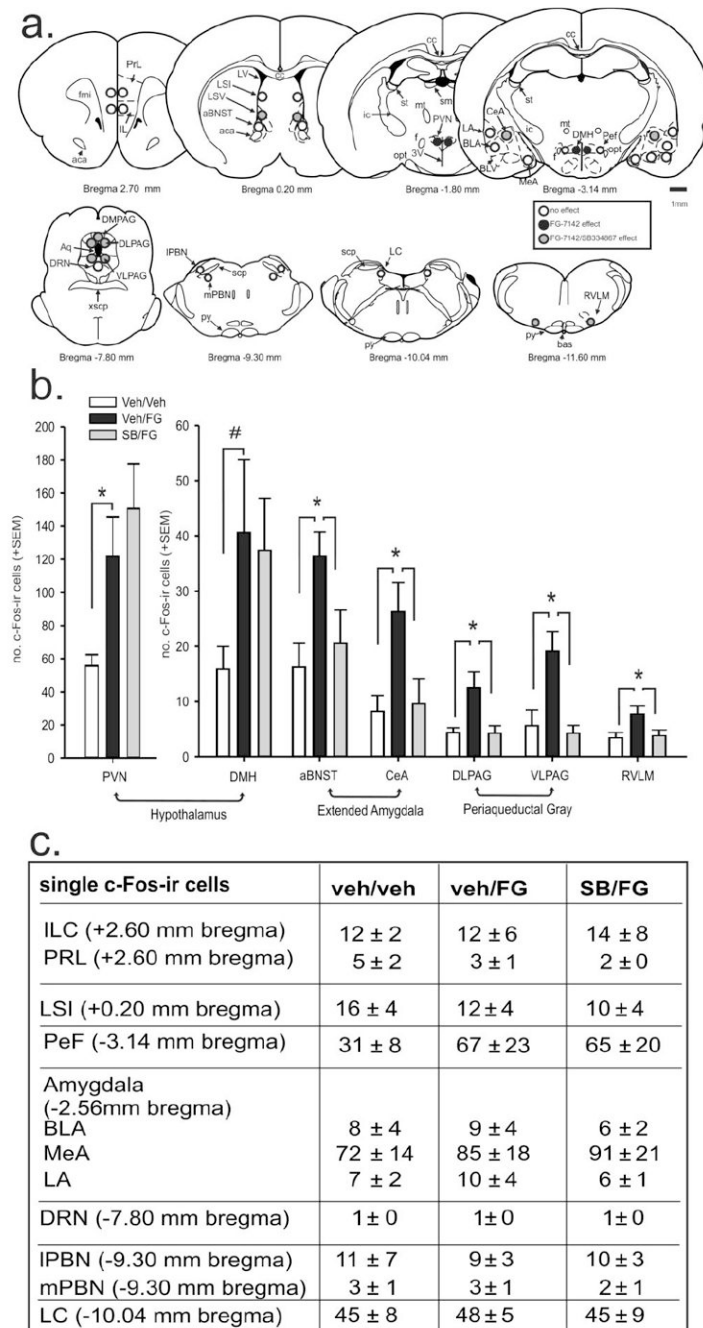 a.
PrL
fmi
IL
aca
Bregma 2.70 mm
LV
cc
LSI
LSV
aBNST
aca
Bregma 0.20 mm
cc
st
sm
mt
ic
PVN
f
opt
3V
Bregma -1.80 mm
cc
st
CeA
ic
mt
LA
DMH
Pef
BLA
f
opt
BLV
MeA
Bregma -3.14 mm
1mm
no effect
FG-7142 effect
FG-7142/SB334867 effect
DMPAG
Aq
DLPAG
DRN
VLPAG
xscp
Bregma -7.80 mm
lPBN
scp
mPBN
py
Bregma -9.30 mm
scp
LC
py
Bregma -10.04 mm
RVLM
py
bas
Bregma -11.60 mm
b.
Veh/Veh
Veh/FG
SB/FG
no. c-Fos-ir cells (+SEM)
200
180
160
140
120
100
80
60
40
20
0
*
PVN
no. c-Fos-ir cells (+SEM)
60
50
40
30
20
10
0
#
*
*
*
*
*
DMH aBNST CeA DLPAG VLPAG RVLM
Hypothalamus Extended Amygdala Periaqueductal Gray
c.
single c-Fos-ir cells veh/veh veh/FG SB/FG
ILC (+2.60 mm bregma) 12 ± 2 12 ± 6 14 ± 8
PRL (+2.60 mm bregma) 5 ± 2 3 ± 1 2 ± 0
LSI (+0.20 mm bregma) 16 ± 4 12 ± 4 10 ± 4
PeF (-3.14 mm bregma) 31 ± 8 67 ± 23 65 ± 20
Amygdala
(-2.56mm bregma)
BLA 8 ± 4 9 ± 4 6 ± 2
MeA 72 ± 14 85 ± 18 91 ± 21
LA 7 ± 2 10 ± 4 6 ± 1
DRN (-7.80 mm bregma) 1± 0 1± 0 1± 0
lPBN (-9.30 mm bregma) 11 ± 7 9 ± 3 10 ± 3
mPBN (-9.30 mm bregma) 3 ± 1 3 ± 1 2 ± 1
LC (-10.04 mm bregma) 45 ± 8 48 ± 5 45 ± 9